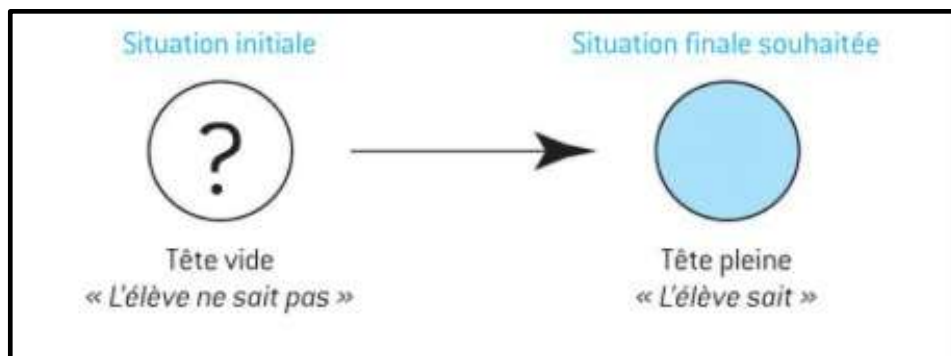 Situation initiale
Situation finale souhaitée
?
Tête vide
« L'élève ne sait pas »
Tête pleine
« L'élève sait »